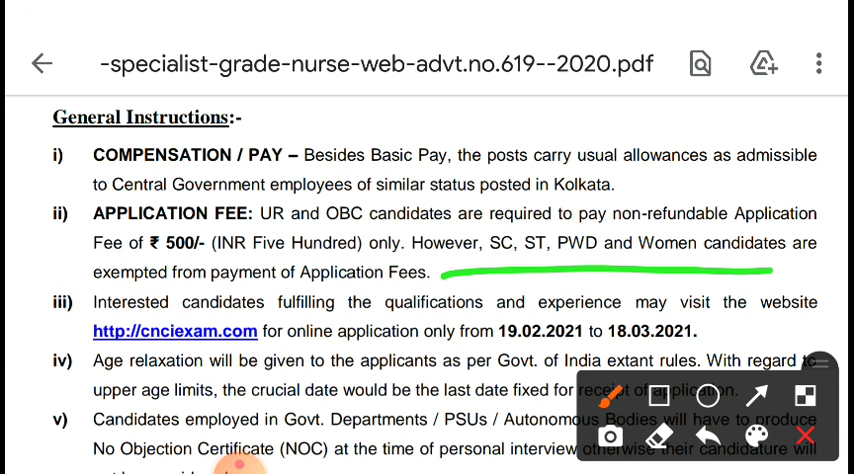 -specialist-grade-nurse-web-advt.no.619--2020.pdf
General Instructions:-
i) COMPENSATION / PAY – Besides Basic Pay, the posts carry usual allowances as admissible
to Central Government employees of similar status posted in Kolkata.
ii) APPLICATION FEE: UR and OBC candidates are required to pay non-refundable Application
Fee of ₹ 500/- (INR Five Hundred) only. However, SC, ST, PWD and Women candidates are
exempted from payment of Application Fees.
iii) Interested candidates fulfilling the qualifications and experience may visit the website
http://cnciexam.com for online application only from 19.02.2021 to 18.03.2021.
iv) Age relaxation will be given to the applicants as per Govt. of India extant rules. With regard to
upper age limits, the crucial date would be the last date fixed for receipt of application.
v) Candidates employed in Govt. Departments / PSUs / Autonomous Bodies will have to produce
No Objection Certificate (NOC) at the time of personal interview otherwise their candidature will